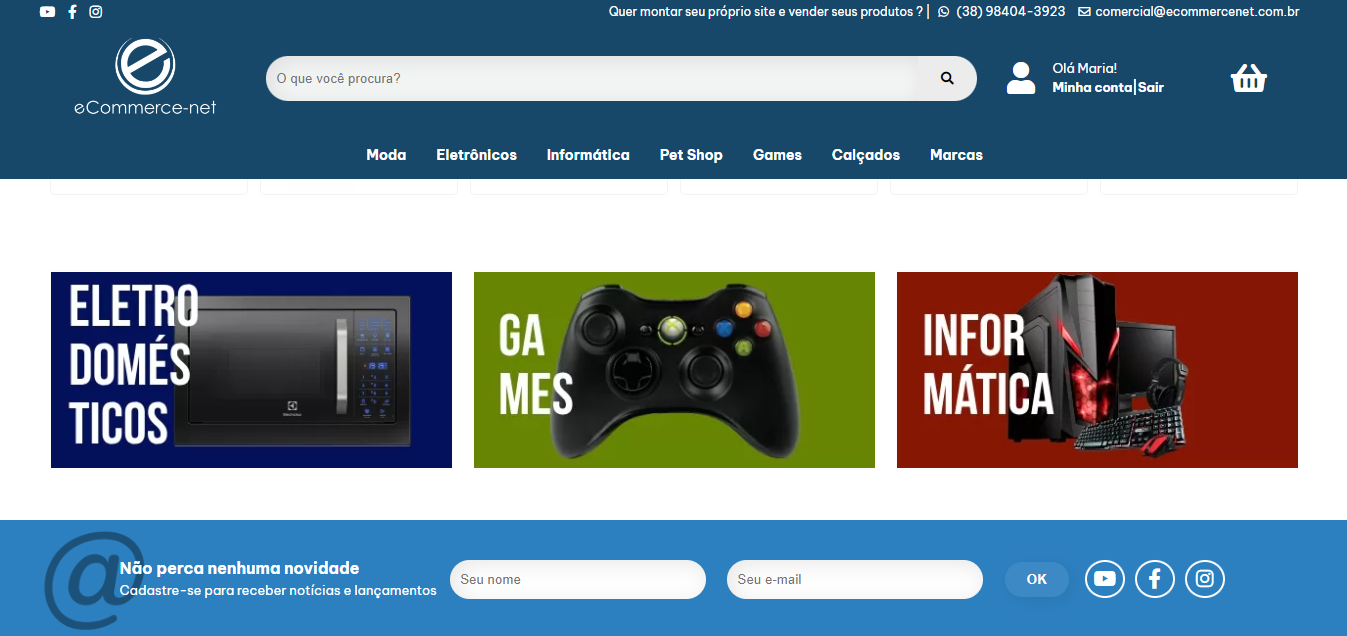 Quer montar seu próprio site e vender seus produtos ? | (38) 98404-3923 comercial@ecommercenet.com.br
eCommerce-net
O que você procura?
Olá Maria!
Minha conta|Sair
Moda Eletrônicos Informática Pet Shop Games Calçados Marcas
ELETRO
DOMÉS
TICOS
GA
MES
INFOR
MÁTICA
@
Não perca nenhuma novidade
Cadastre-se para receber notícias e lançamentos
Seu nome
Seu e-mail
OK